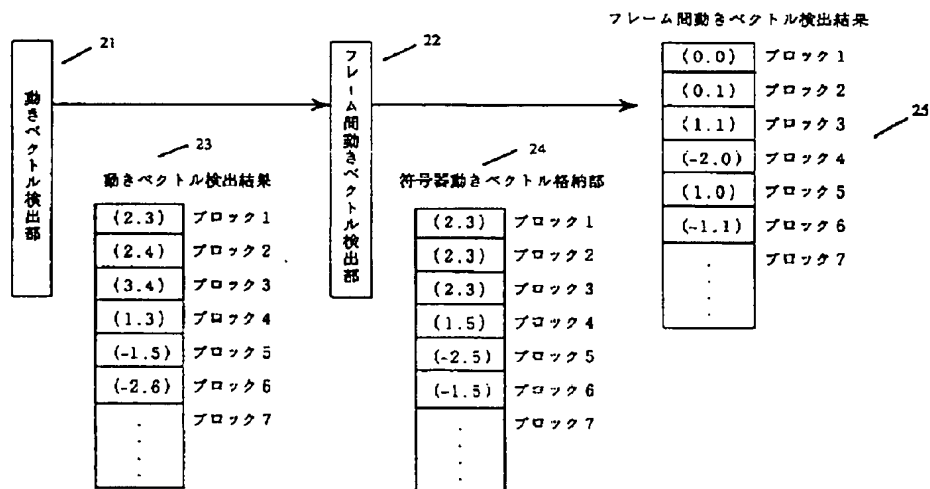 フレーム間動きベクトル検出結果
21
22
動きベクトル検出部
フレーム間動きベクトル検出部
(0.0) ブロック1
(0.1) ブロック2
(1.1) ブロック3
(-2.0) ブロック4
(1.0) ブロック5
(-1.1) ブロック6
ブロック7
25
23
動きベクトル検出結果
(2.3) ブロック1
(2.4) ブロック2
(3.4) ブロック3
(1.3) ブロック4
(-1.5) ブロック5
(-2.6) ブロック6
ブロック7
24
符号器動きベクトル格納部
(2.3) ブロック1
(2.3) ブロック2
(2.3) ブロック3
(1.5) ブロック4
(-2.5) ブロック5
(-1.5) ブロック6
ブロック7